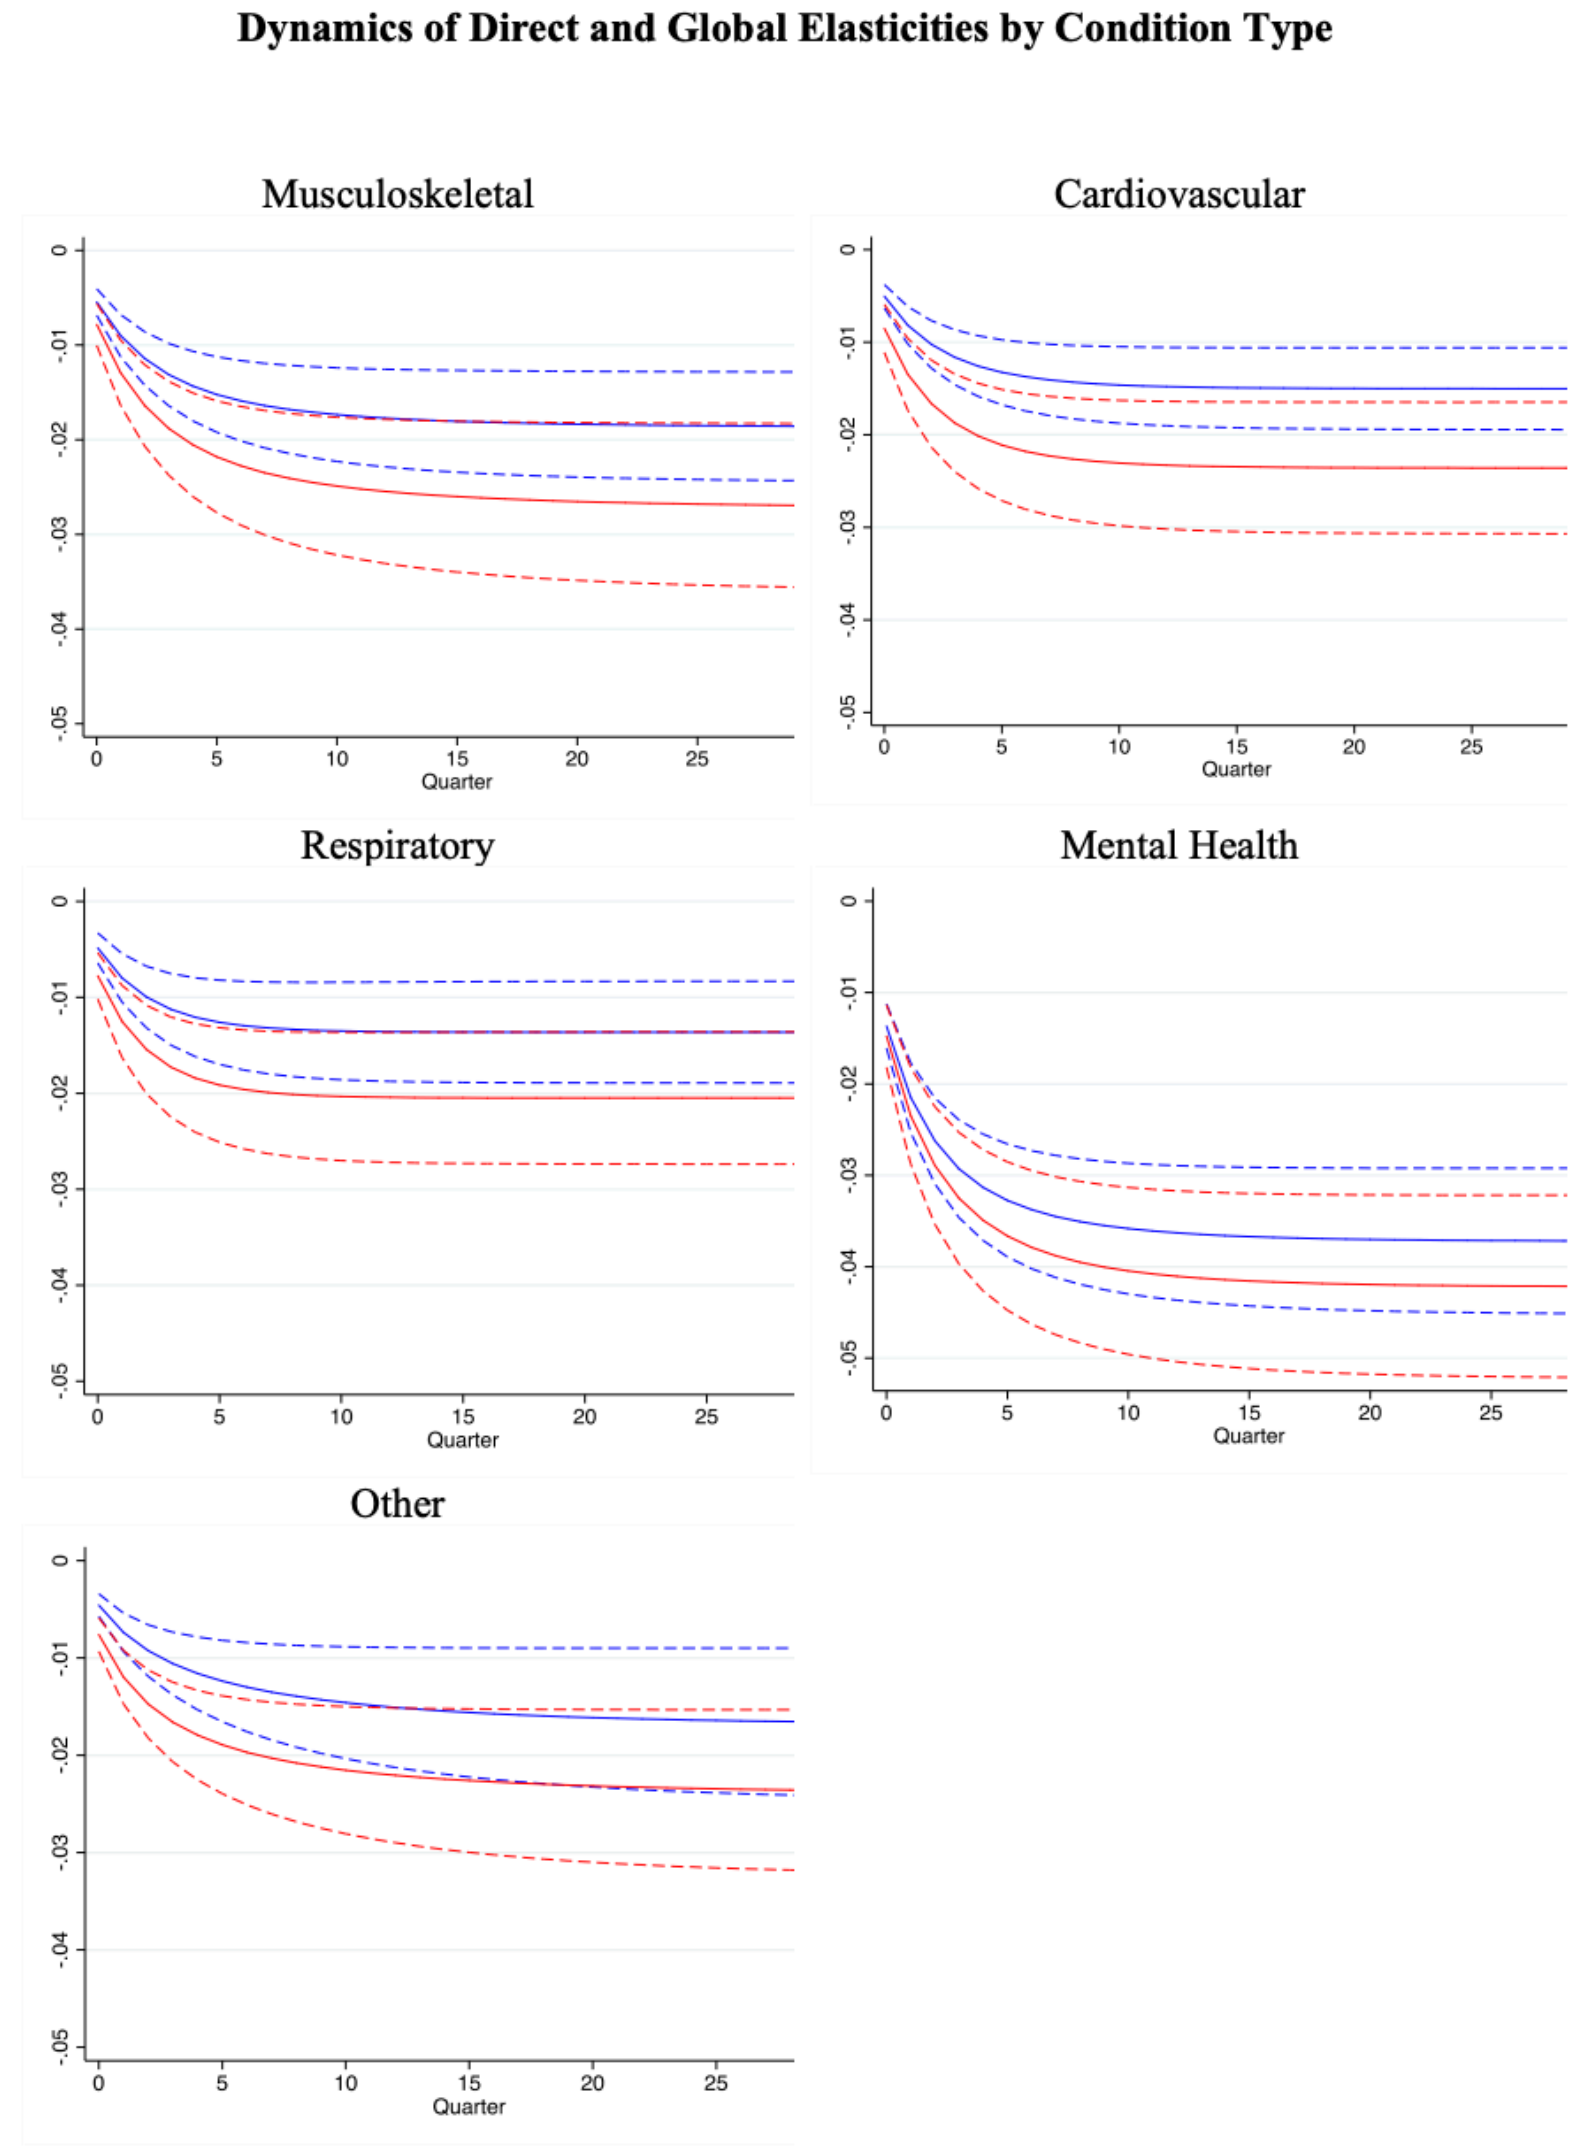 Dynamics of Direct and Global Elasticities by Condition Type
Musculoskeletal
0
-.01
-.02
-.03
-.04
-.05
0 5 10 15 20 25
Quarter
Cardiovascular
0
-.01
-.02
-.03
-.04
-.05
0 5 10 15 20 25
Quarter
Respiratory
0
-.01
-.02
-.03
-.04
-.05
0 5 10 15 20 25
Quarter
Mental Health
0
-.01
-.02
-.03
-.04
-.05
0 5 10 15 20 25
Quarter
Other
0
-.01
-.02
-.03
-.04
-.05
0 5 10 15 20 25
Quarter